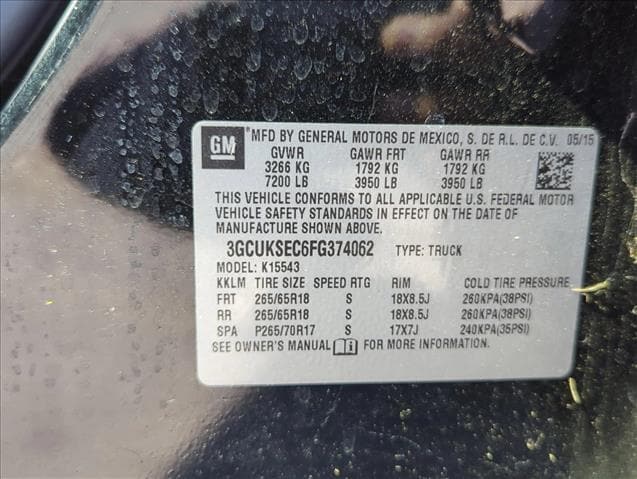 GM *MFD BY GENERAL MOTORS DE MEXICO, S. DE R.L. DE C.V. 05/15
GVWR GAWR FRT GAWR RR
3266 KG 1792 KG 1792 KG
7200 LB 3950 LB 3950 LB
THIS VEHICLE CONFORMS TO ALL APPLICABLE U.S. FEDERAL MOTOR
VEHICLE SAFETY STANDARDS IN EFFECT ON THE DATE OF
MANUFACTURE SHOWN ABOVE.
3GCUKSEC6FG374062 TYPE: TRUCK
MODEL: K15543
KKLM TIRE SIZE SPEED RTG RIM COLD TIRE PRESSURE
FRT 265/65R18 S 18X8.5J 260KPA(38PSI)
RR 265/65R18 S 18X8.5J 260KPA(38PSI)
SPA P265/70R17 S 17X7J 240KPA(35PSI)
SEE OWNER'S MANUAL FOR MORE INFORMATION.